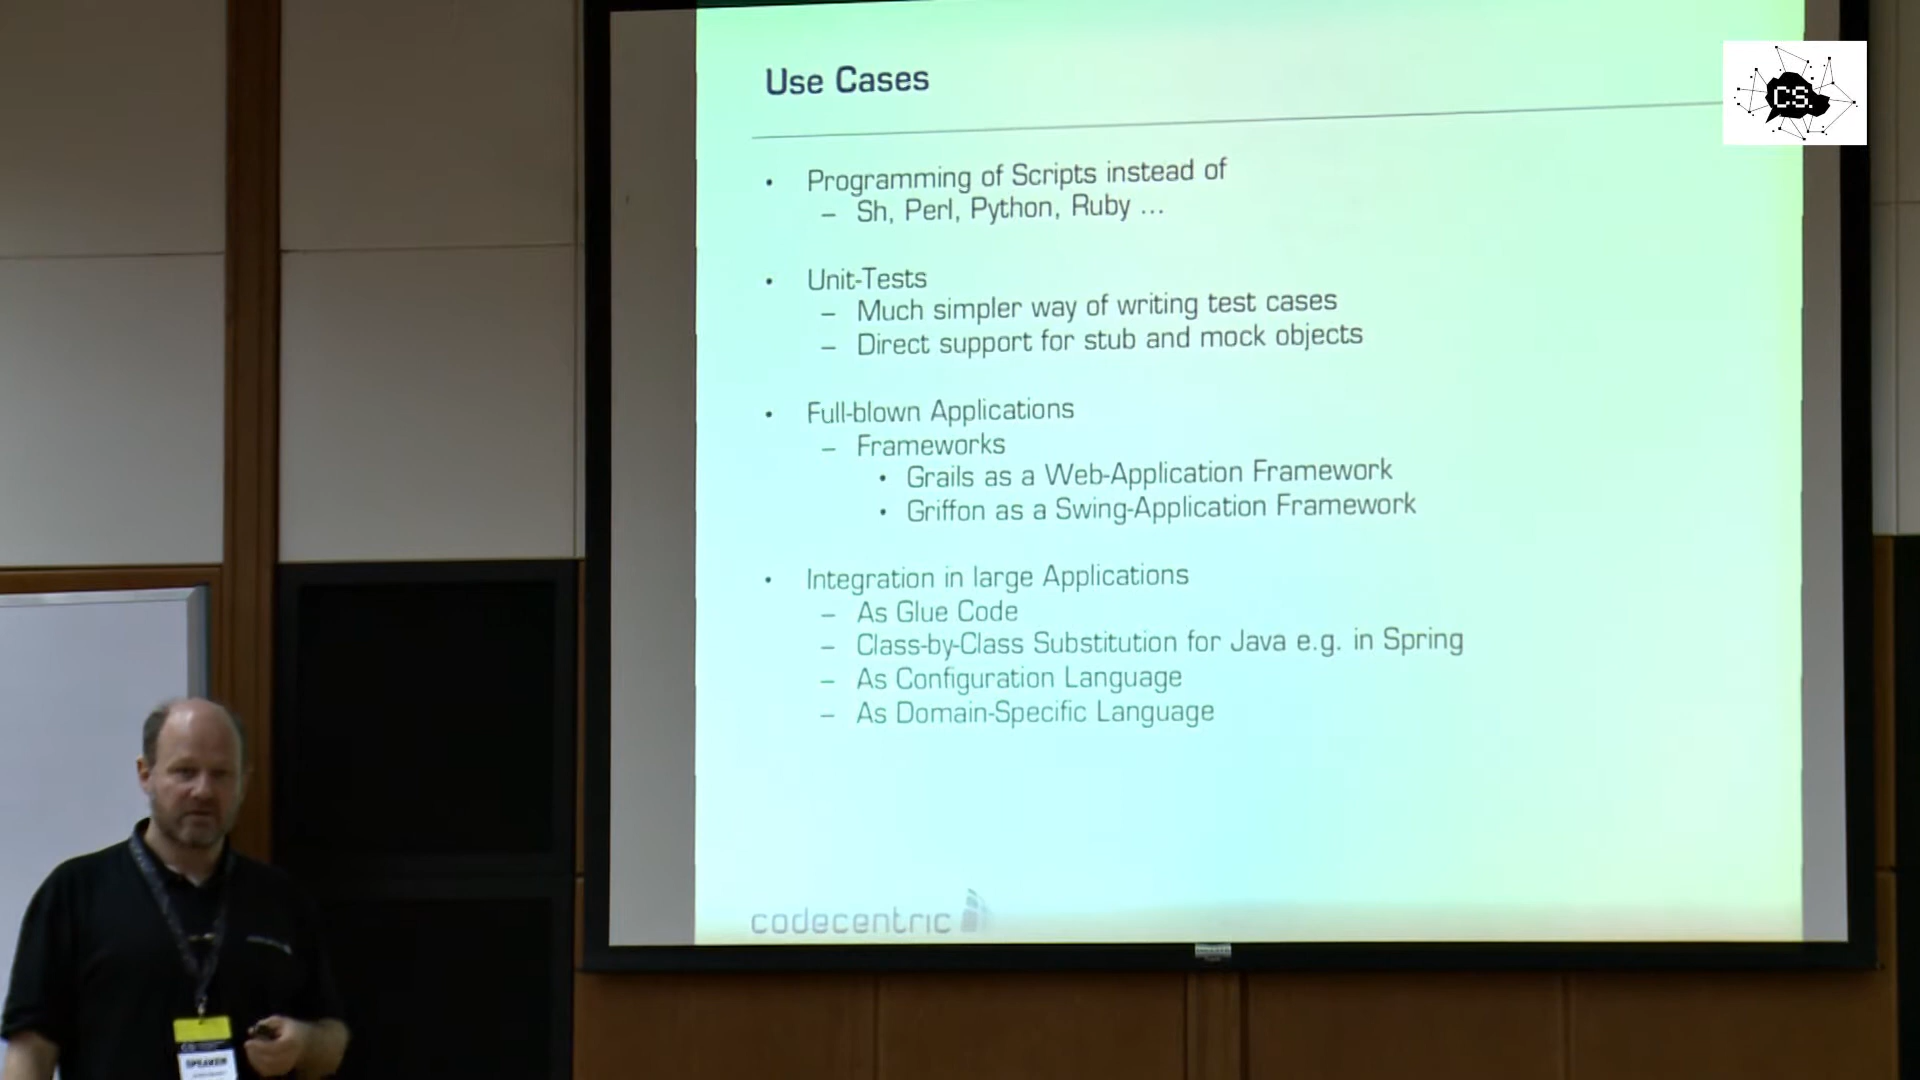 Use Cases
CS.
• Programming of Scripts instead of
– Sh, Perl, Python, Ruby ...
• Unit-Tests
– Much simpler way of writing test cases
– Direct support for stub and mock objects
• Full-blown Applications
– Frameworks
• Grails as a Web-Application Framework
• Griffon as a Swing-Application Framework
• Integration in large Applications
– As Glue Code
– Class-by-Class Substitution for Java e.g. in Spring
– As Configuration Language
– As Domain-Specific Language
codecentric
SPEAKER